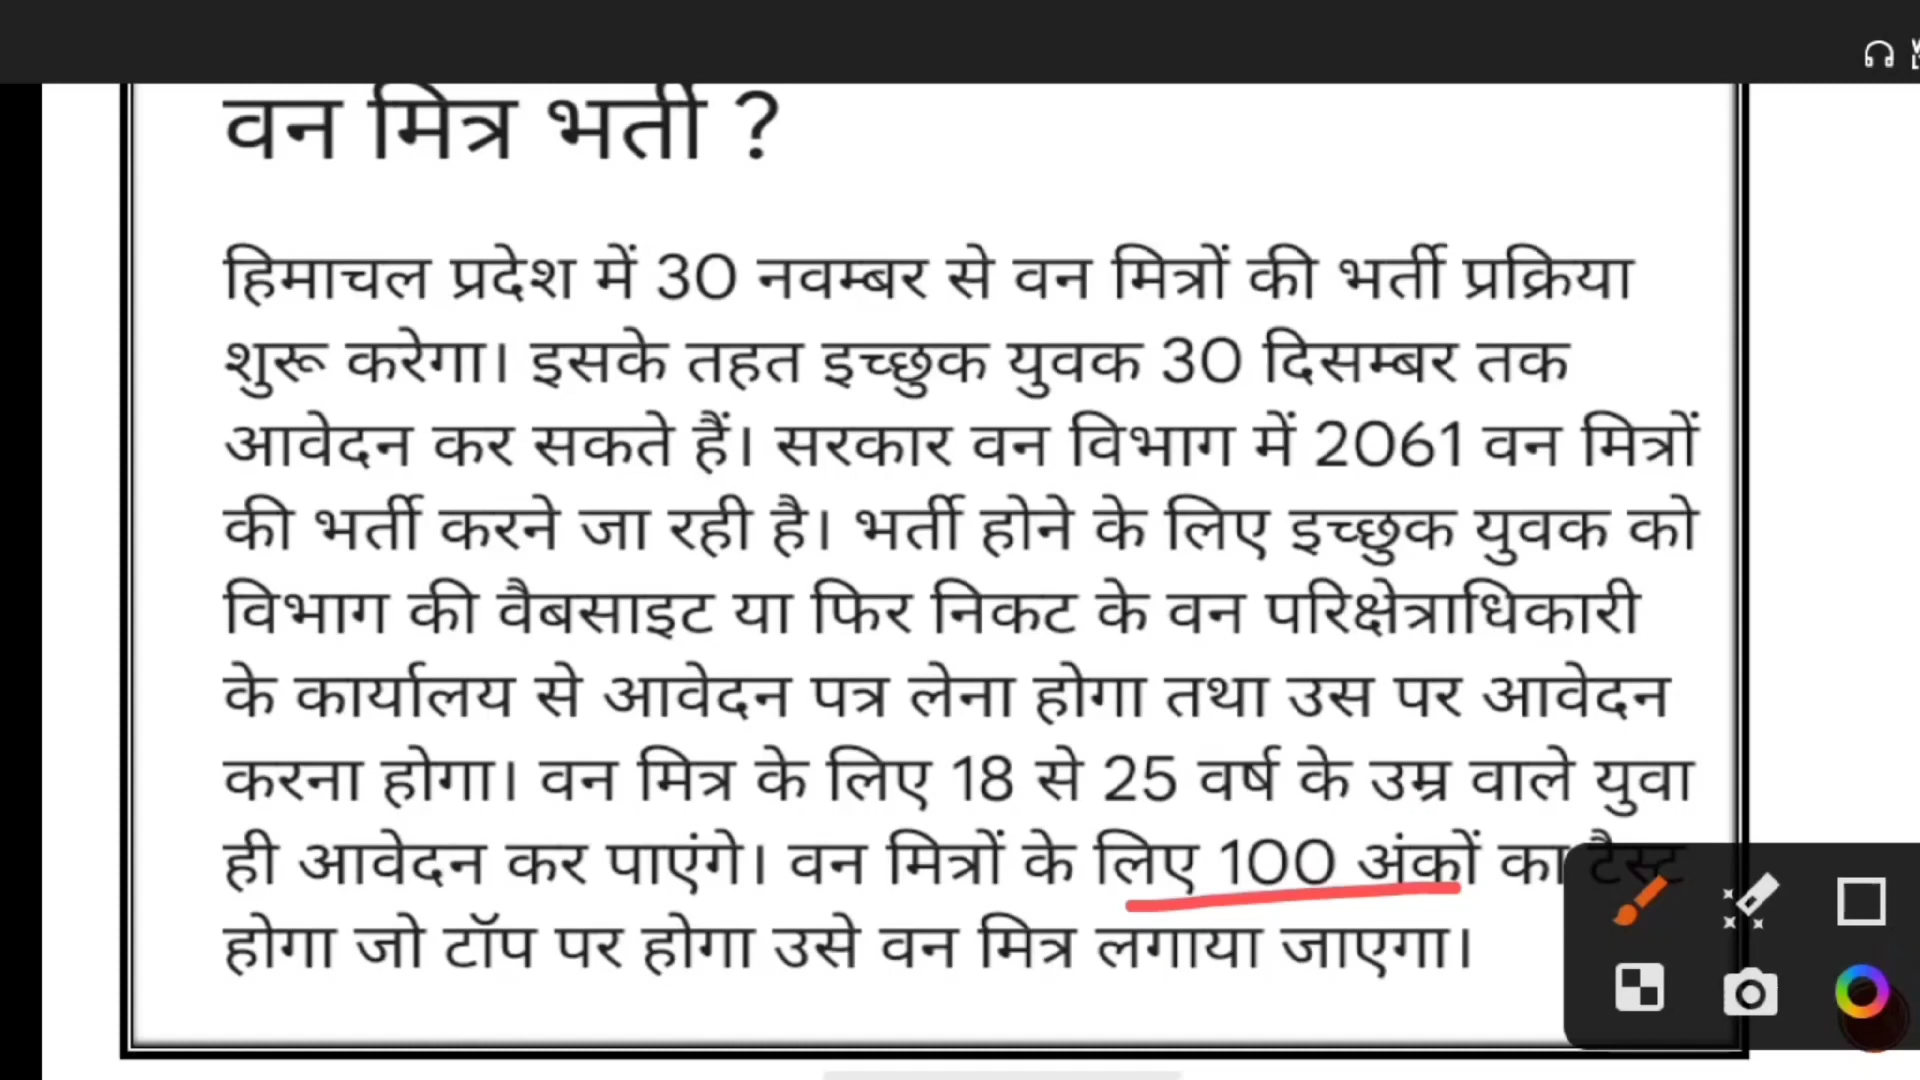 वन मित्र भर्ती ?
हिमाचल प्रदेश में 30 नवम्बर से वन मित्रों की भर्ती प्रक्रिया
शुरू करेगा। इसके तहत इच्छुक युवक 30 दिसम्बर तक
आवेदन कर सकते हैं। सरकार वन विभाग में 2061 वन मित्रों
की भर्ती करने जा रही है। भर्ती होने के लिए इच्छुक युवक को
विभाग की वैबसाइट या फिर निकट के वन परिक्षेत्राधिकारी
के कार्यालय से आवेदन पत्र लेना होगा तथा उस पर आवेदन
करना होगा। वन मित्र के लिए 18 से 25 वर्ष के उम्र वाले युवा
ही आवेदन कर पाएंगे। वन मित्रों के लिए 100 अंकों का टैस्ट
होगा जो टॉप पर होगा उसे वन मित्र लगाया जाएगा।